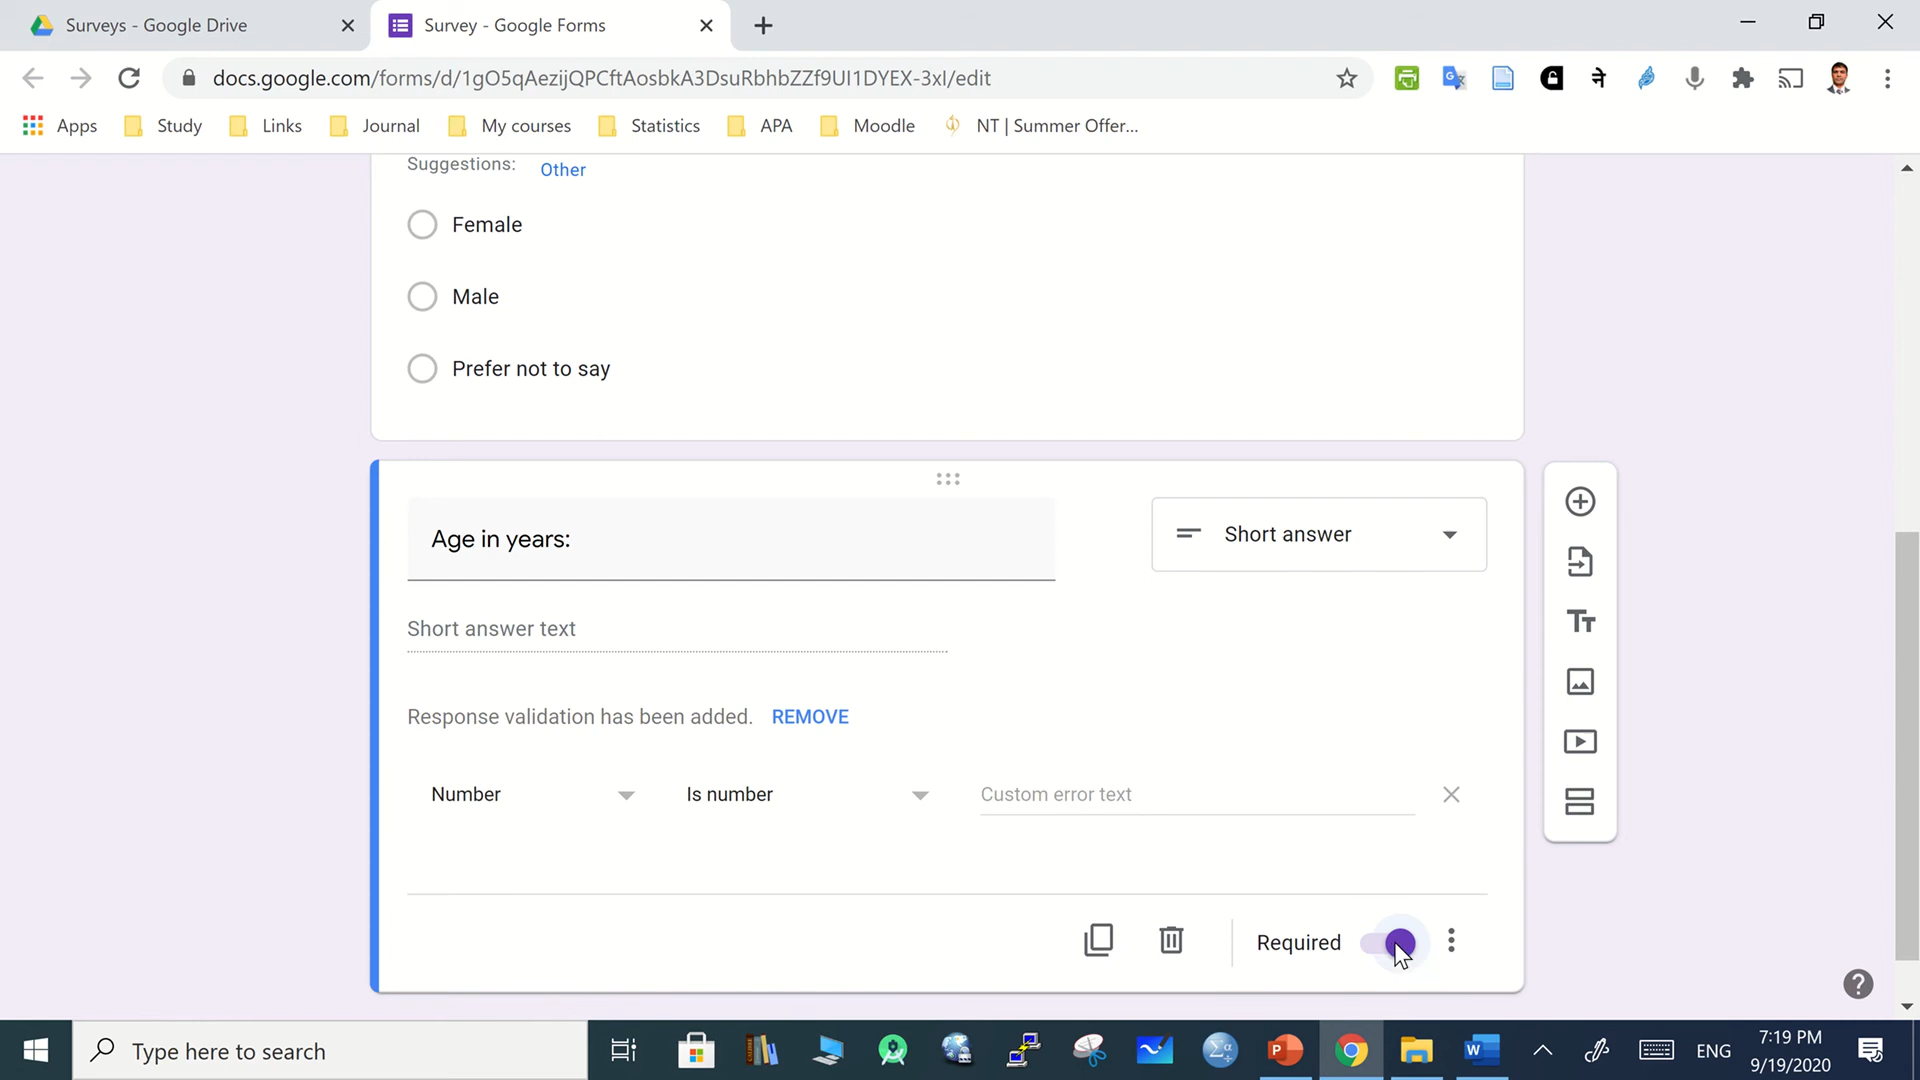 Surveys - Google Drive
Survey - Google Forms
docs.google.com/forms/d/1gO5qAezijQPCftAosbkA3DsuRbhbZZf9UI1DYEX-3xI/edit
ने
Apps
Study
Links
Journal
My courses
Statistics
APA
Moodle
NT | Summer Offer...
Suggestions: Other
Female
Male
Prefer not to say
Age in years:
Short answer
Short answer text
Response validation has been added. REMOVE
Number
Is number
Custom error text
Required
Type here to search
ENG
7:19 PM
9/19/2020